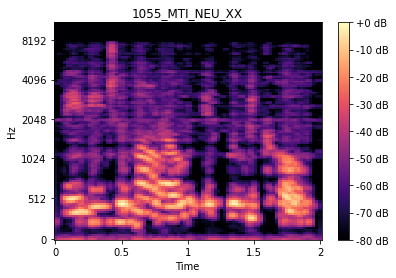 1055_MTI_NEU_XX
+0 dB
8192
-10 dB
4096
-20 dB
-30 dB
2048
Hz
-40 dB
1024
-50 dB
512
-60 dB
-70 dB
0
-80 dB
0 0.5 1 1.5 2
Time